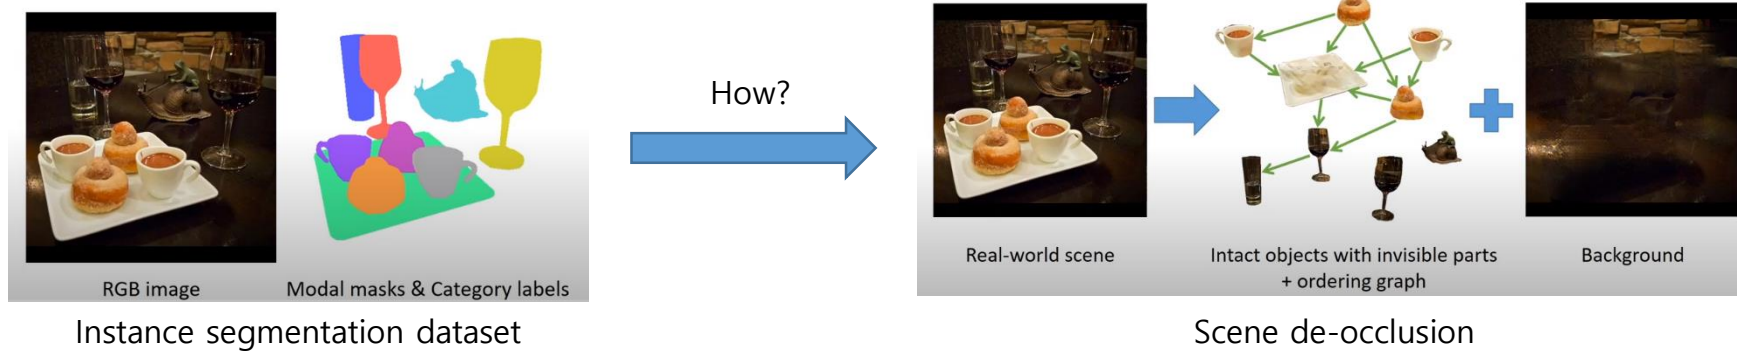 How?
RGB image
Modal masks & Category labels
Instance segmentation dataset
Real-world scene
Intact objects with invisible parts
+ ordering graph
Background
Scene de-occlusion